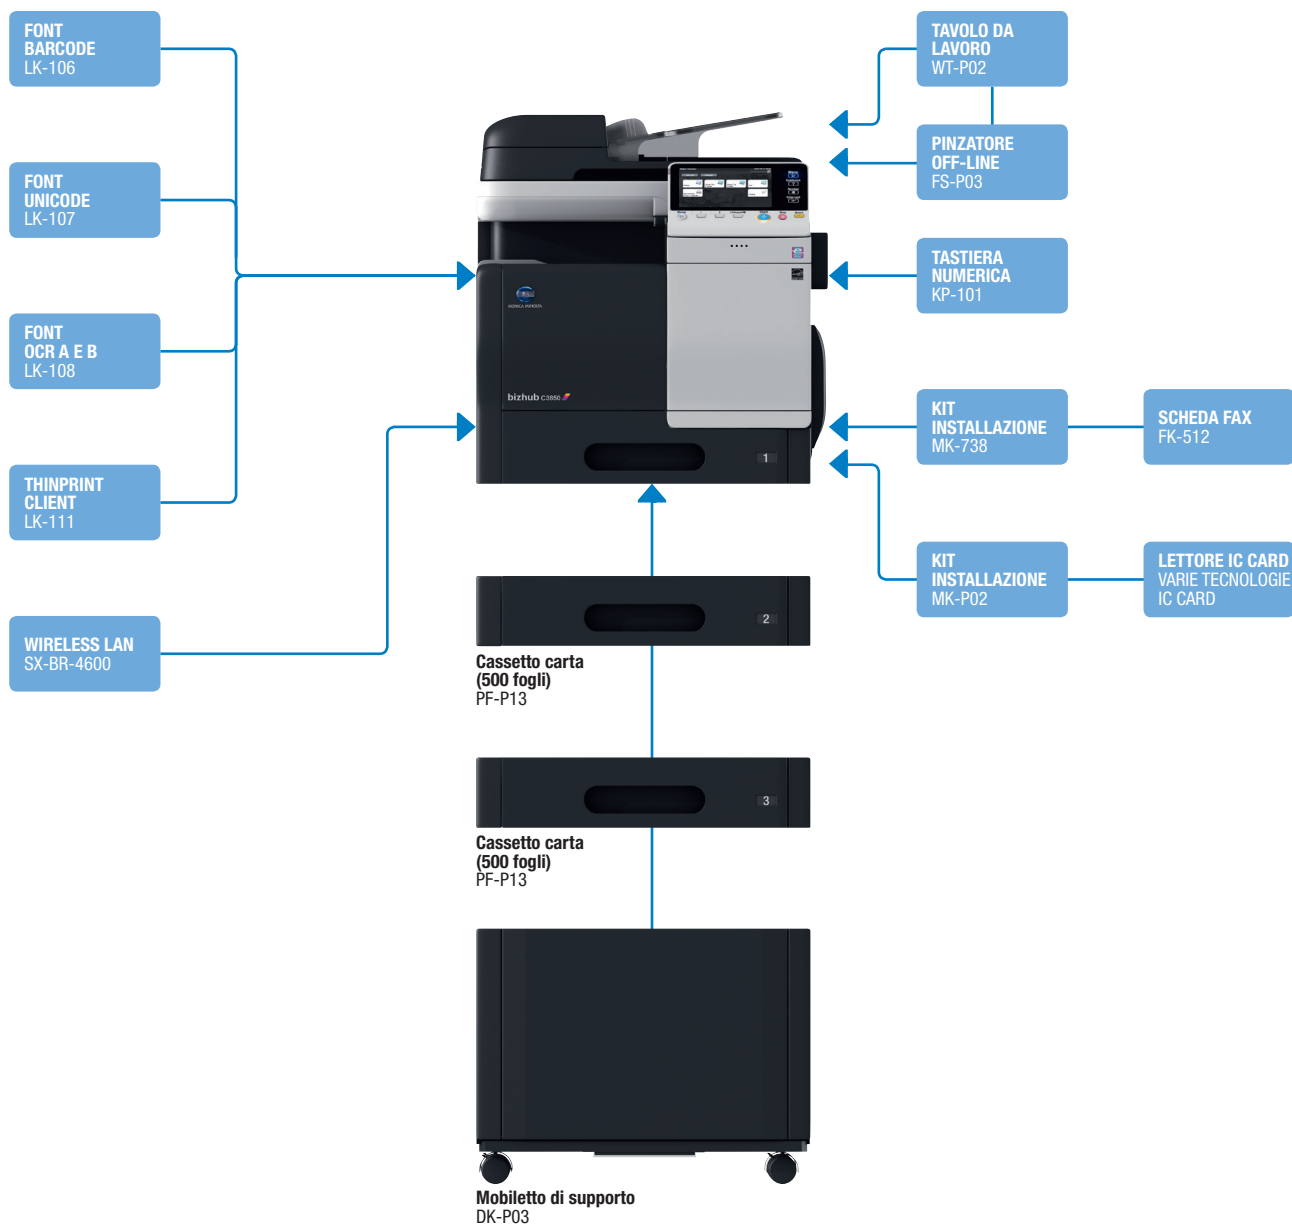 FONT
BARCODE
LK-106
FONT
UNICODE
LK-107
FONT
OCR A E B
LK-108
THINPRINT
CLIENT
LK-111
WIRELESS LAN
SX-BR-4600
TAVOLO DA
LAVORO
WT-P02
PINZATORE
OFF-LINE
FS-P03
TASTIERA
NUMERICA
KP-101
KIT
INSTALLAZIONE
MK-738
SCHEDA FAX
FK-512
KIT
INSTALLAZIONE
MK-P02
LETTORE IC CARD
VARIE TECNOLOGIE
IC CARD
KONICA MINOLTA
bizhub C3850
1
2
Cassetto carta
(500 fogli)
PF-P13
3
Cassetto carta
(500 fogli)
PF-P13
Mobiletto di supporto
DK-P03